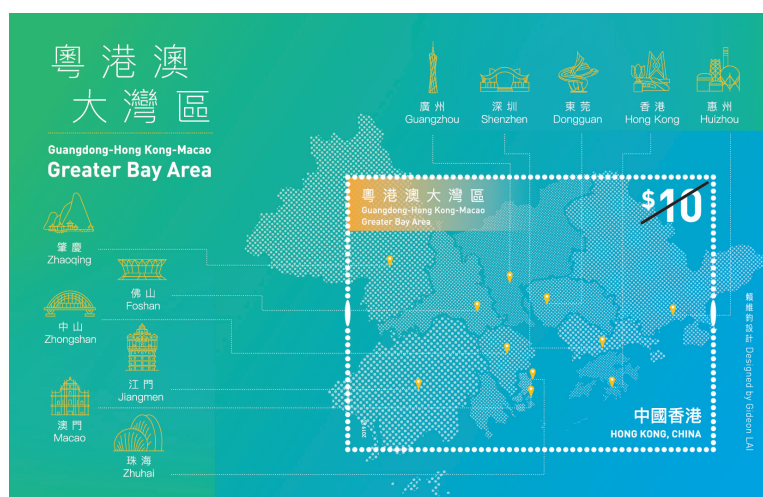 粵港澳
大灣區
Guangdong-Hong Kong-Macao
Greater Bay Area
廣州
Guangzhou
深圳
Shenzhen
東莞
Dongguan
香港
Hong Kong
惠州
Huizhou
粵港澳大灣區
Guangdong-Hong Kong-Macao
Greater Bay Area
$10
肇慶
Zhaoqing
佛山
Foshan
中山
Zhongshan
江門
Jiangmen
澳門
Macao
珠海
Zhuhai
中國香港
HONG KONG, CHINA
賴維鈞設計 Designed by Gideon LAI